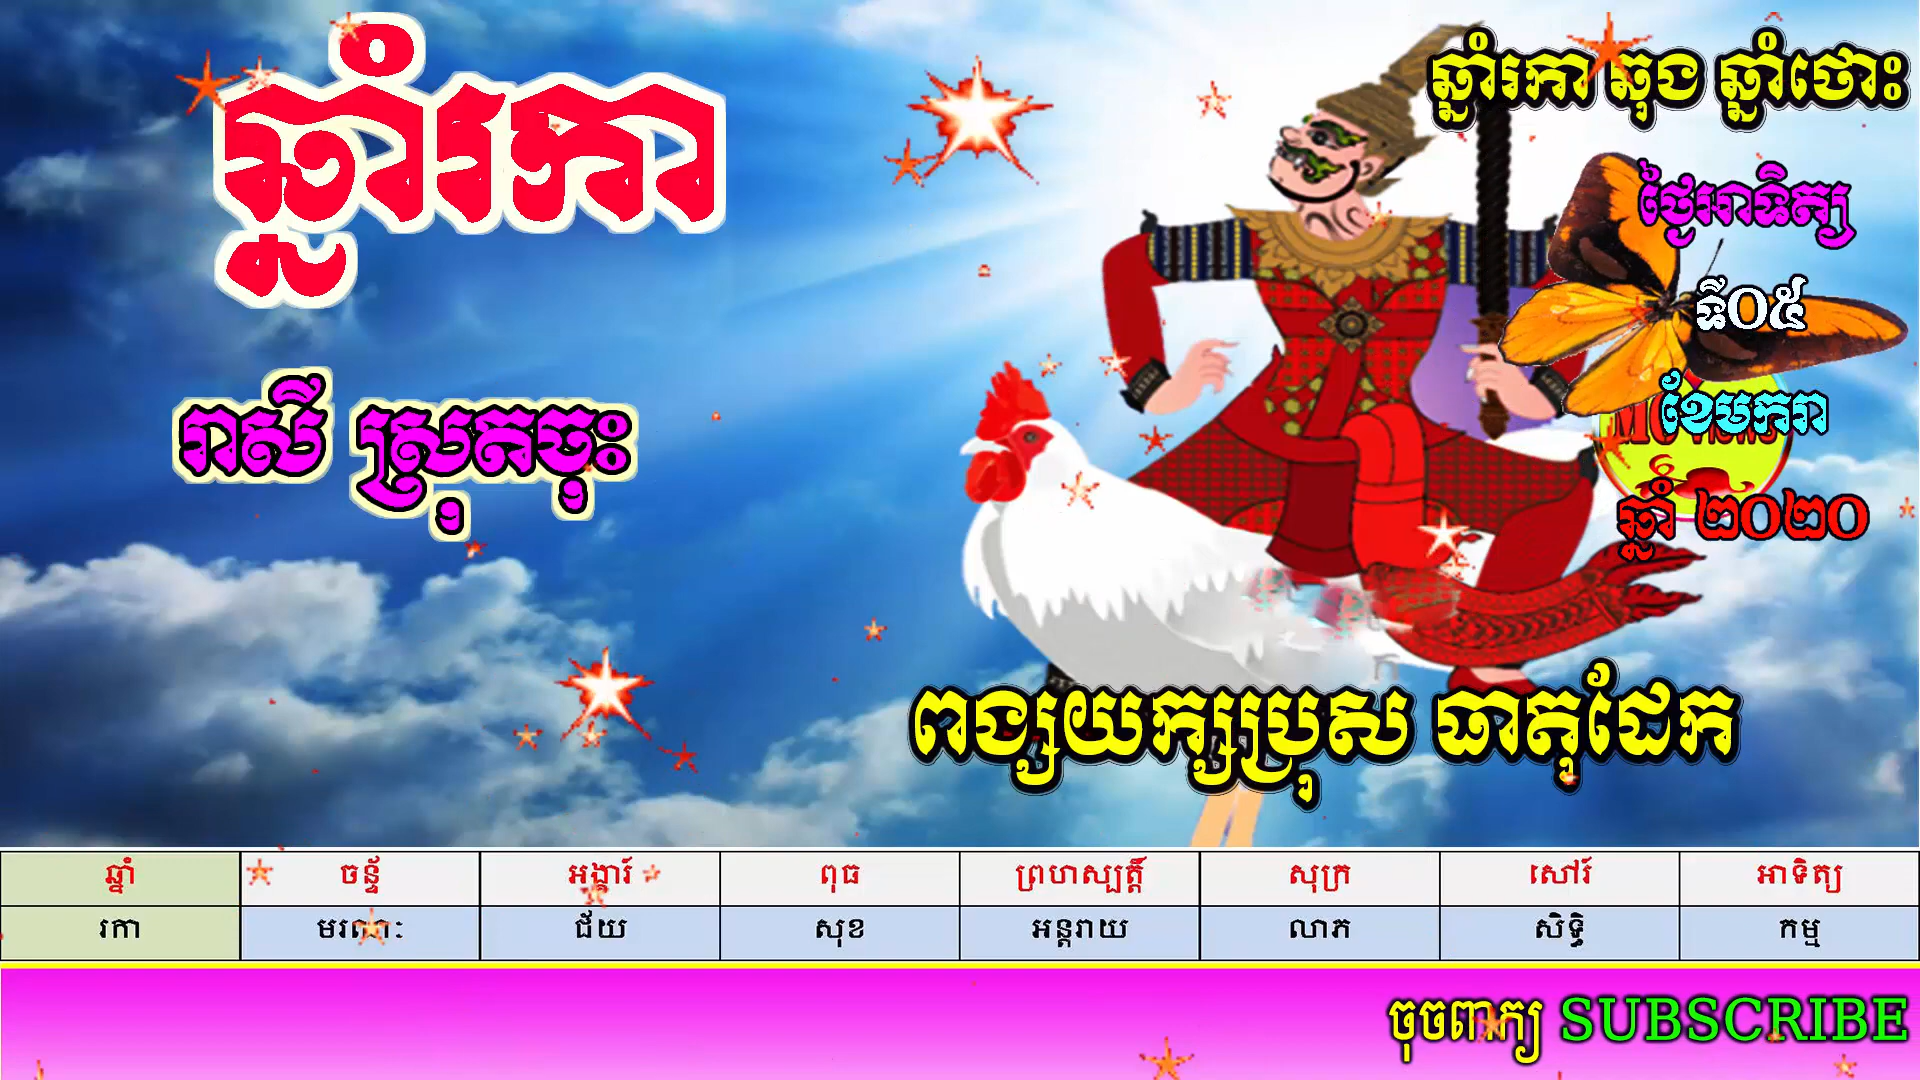 ឆ្នាំរកា
រាសី ស្រុតចុះ
ឆ្នាំរកា ឆុង ឆ្នាំថោះ
ថ្ងៃអាទិត្យ
ទី០៥
ខែមករា
ឆ្នាំ ២០២០
ពង្សយក្សប្រុស ធាតុដែក
ឆ្នាំ ចន្ទ័ អង្គារ៍ ពុធ ព្រហស្បត្តិ៍ សុក្រ សៅរ៍ អាទិត្យ
រកា មរណៈ ជ័យ សុខ អន្តរាយ លាភ សិទ្ធិ កម្ម
ចុចពាក្យ SUBSCRIBE